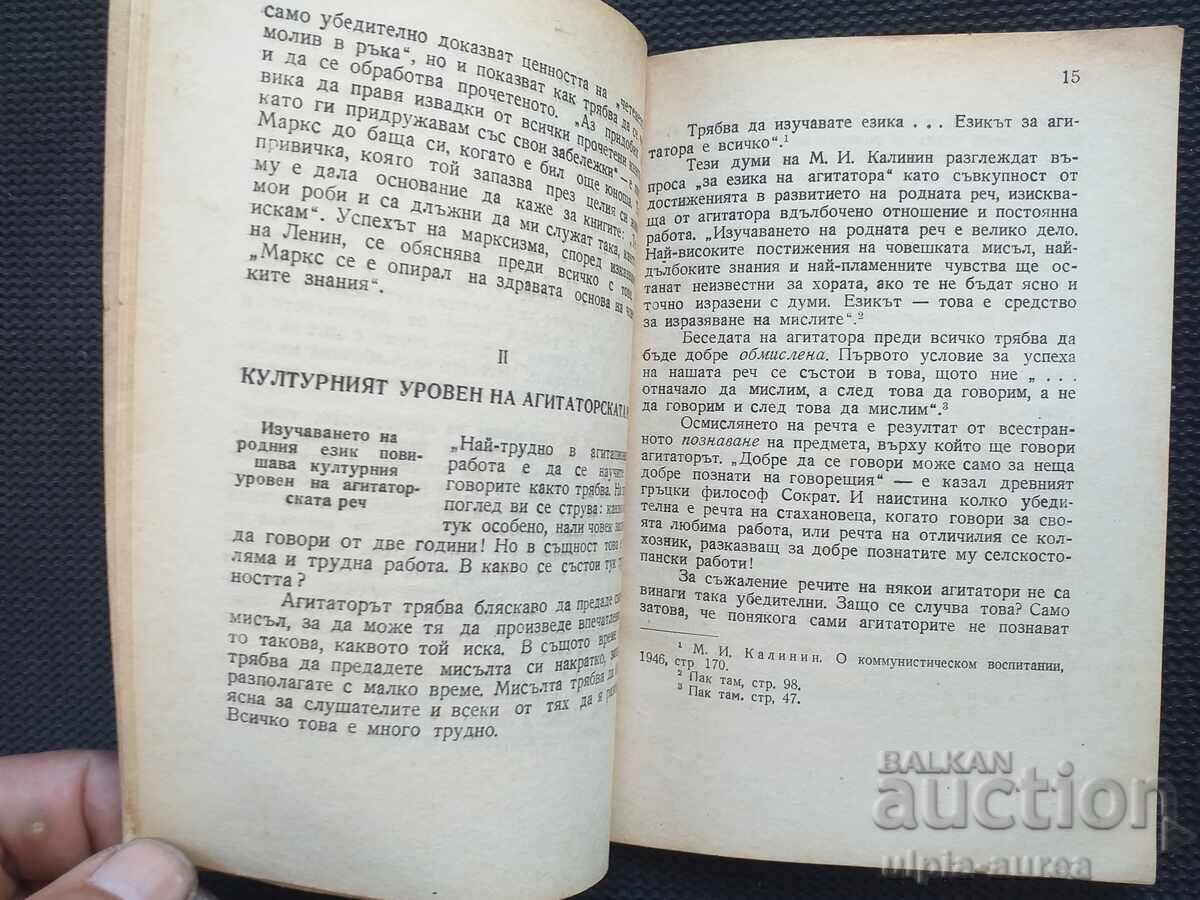 само убедително доказват ценността на „четенето
молив в ръка“, но и показват как трябва да се
и да се обработва прочетеното. „Аз придобих
вика да правя извадки от всички прочетени
като ги придружавам със свои забележки“ —
Маркс до баща си, когато е бил още юноша.
привичка, която той запазва през целия си
му е дала основание да каже за книгите:
мои роби и са длъжни да ми служат така,
искам“. Успехът на марксизма, според
на Ленин, се обяснява преди всичко с това
„Маркс се е опирал на здравата основа на
ките знания“.
II
КУЛТУРНИЯТ УРОВЕН НА АГИТАТОРСКАТА
Изучаването на
родния език пови-
шава културния
уровен на агитатор-
ската реч
„Най-трудно в
работа е да се научите
говорите както трябва.
поглед ви се струва:
тук особено, нали човек
да говори от две години! Но в същност това
ляма и трудна работа. В какво се състои тук
ността?
Агитаторът трябва бляскаво да предаде
мисъл, за да може тя да произведе
то такова, каквото той иска. В същото време
трябва да предадете мисълта си накратко,
разполагате с малко време. Мисълта трябва да
ясна за слушателите и всеки от тях да я
Всичко това е много трудно.
15
Трябва да изучавате езика . . . Езикът за аги-
татора е всичко“.¹
Тези думи на М. И. Калинин разглеждат въ-
проса „за езика на агитатора“ като съвкупност от
достиженията в развитието на родната реч, изисква-
ща от агитатора вдълбочено отношение и постоянна
работа. „Изучаването на родната реч е велико дело.
Най-високите постижения на човешката мисъл, най-
дълбоките знания и най-пламенните чувства ще ос-
танат неизвестни за хората, ако те не бъдат ясно и
точно изразени с думи. Езикът — това е средство
за изразяване на мислите“.²
Беседата на агитатора преди всичко трябва да
бъде добре обмислена. Първото условие за успеха
на нашата реч се състои в това, щото ние „ . . .
отначало да мислим, а след това да говорим, а не
да говорим и след това да мислим“.³
Осмислянето на речта е резултат от всестран-
ното познаване на предмета, върху който ще говори
агитаторът. „Добре да се говори може само за неща
добре познати на говорещия“ — е казал древният
гръцки философ Сократ. И наистина колко убеди-
телна е речта на стахановеца, когато говори за сво-
ята любима работа, или речта на отличилия се кол-
хозник, разказващ за добре познатите му селскосто-
пански работи!
За съжаление речите на някои агитатори не са
винаги така убедителни. Защо се случва това? Само
затова, че понякога сами агитаторите не познават
¹ М. И. Калинин. О коммунистическом воспитании,
1946, стр 170.
² Пак там, стр. 98.
³ Пак там. стр, 47.
BALKAN
auction
ulpia-aurea